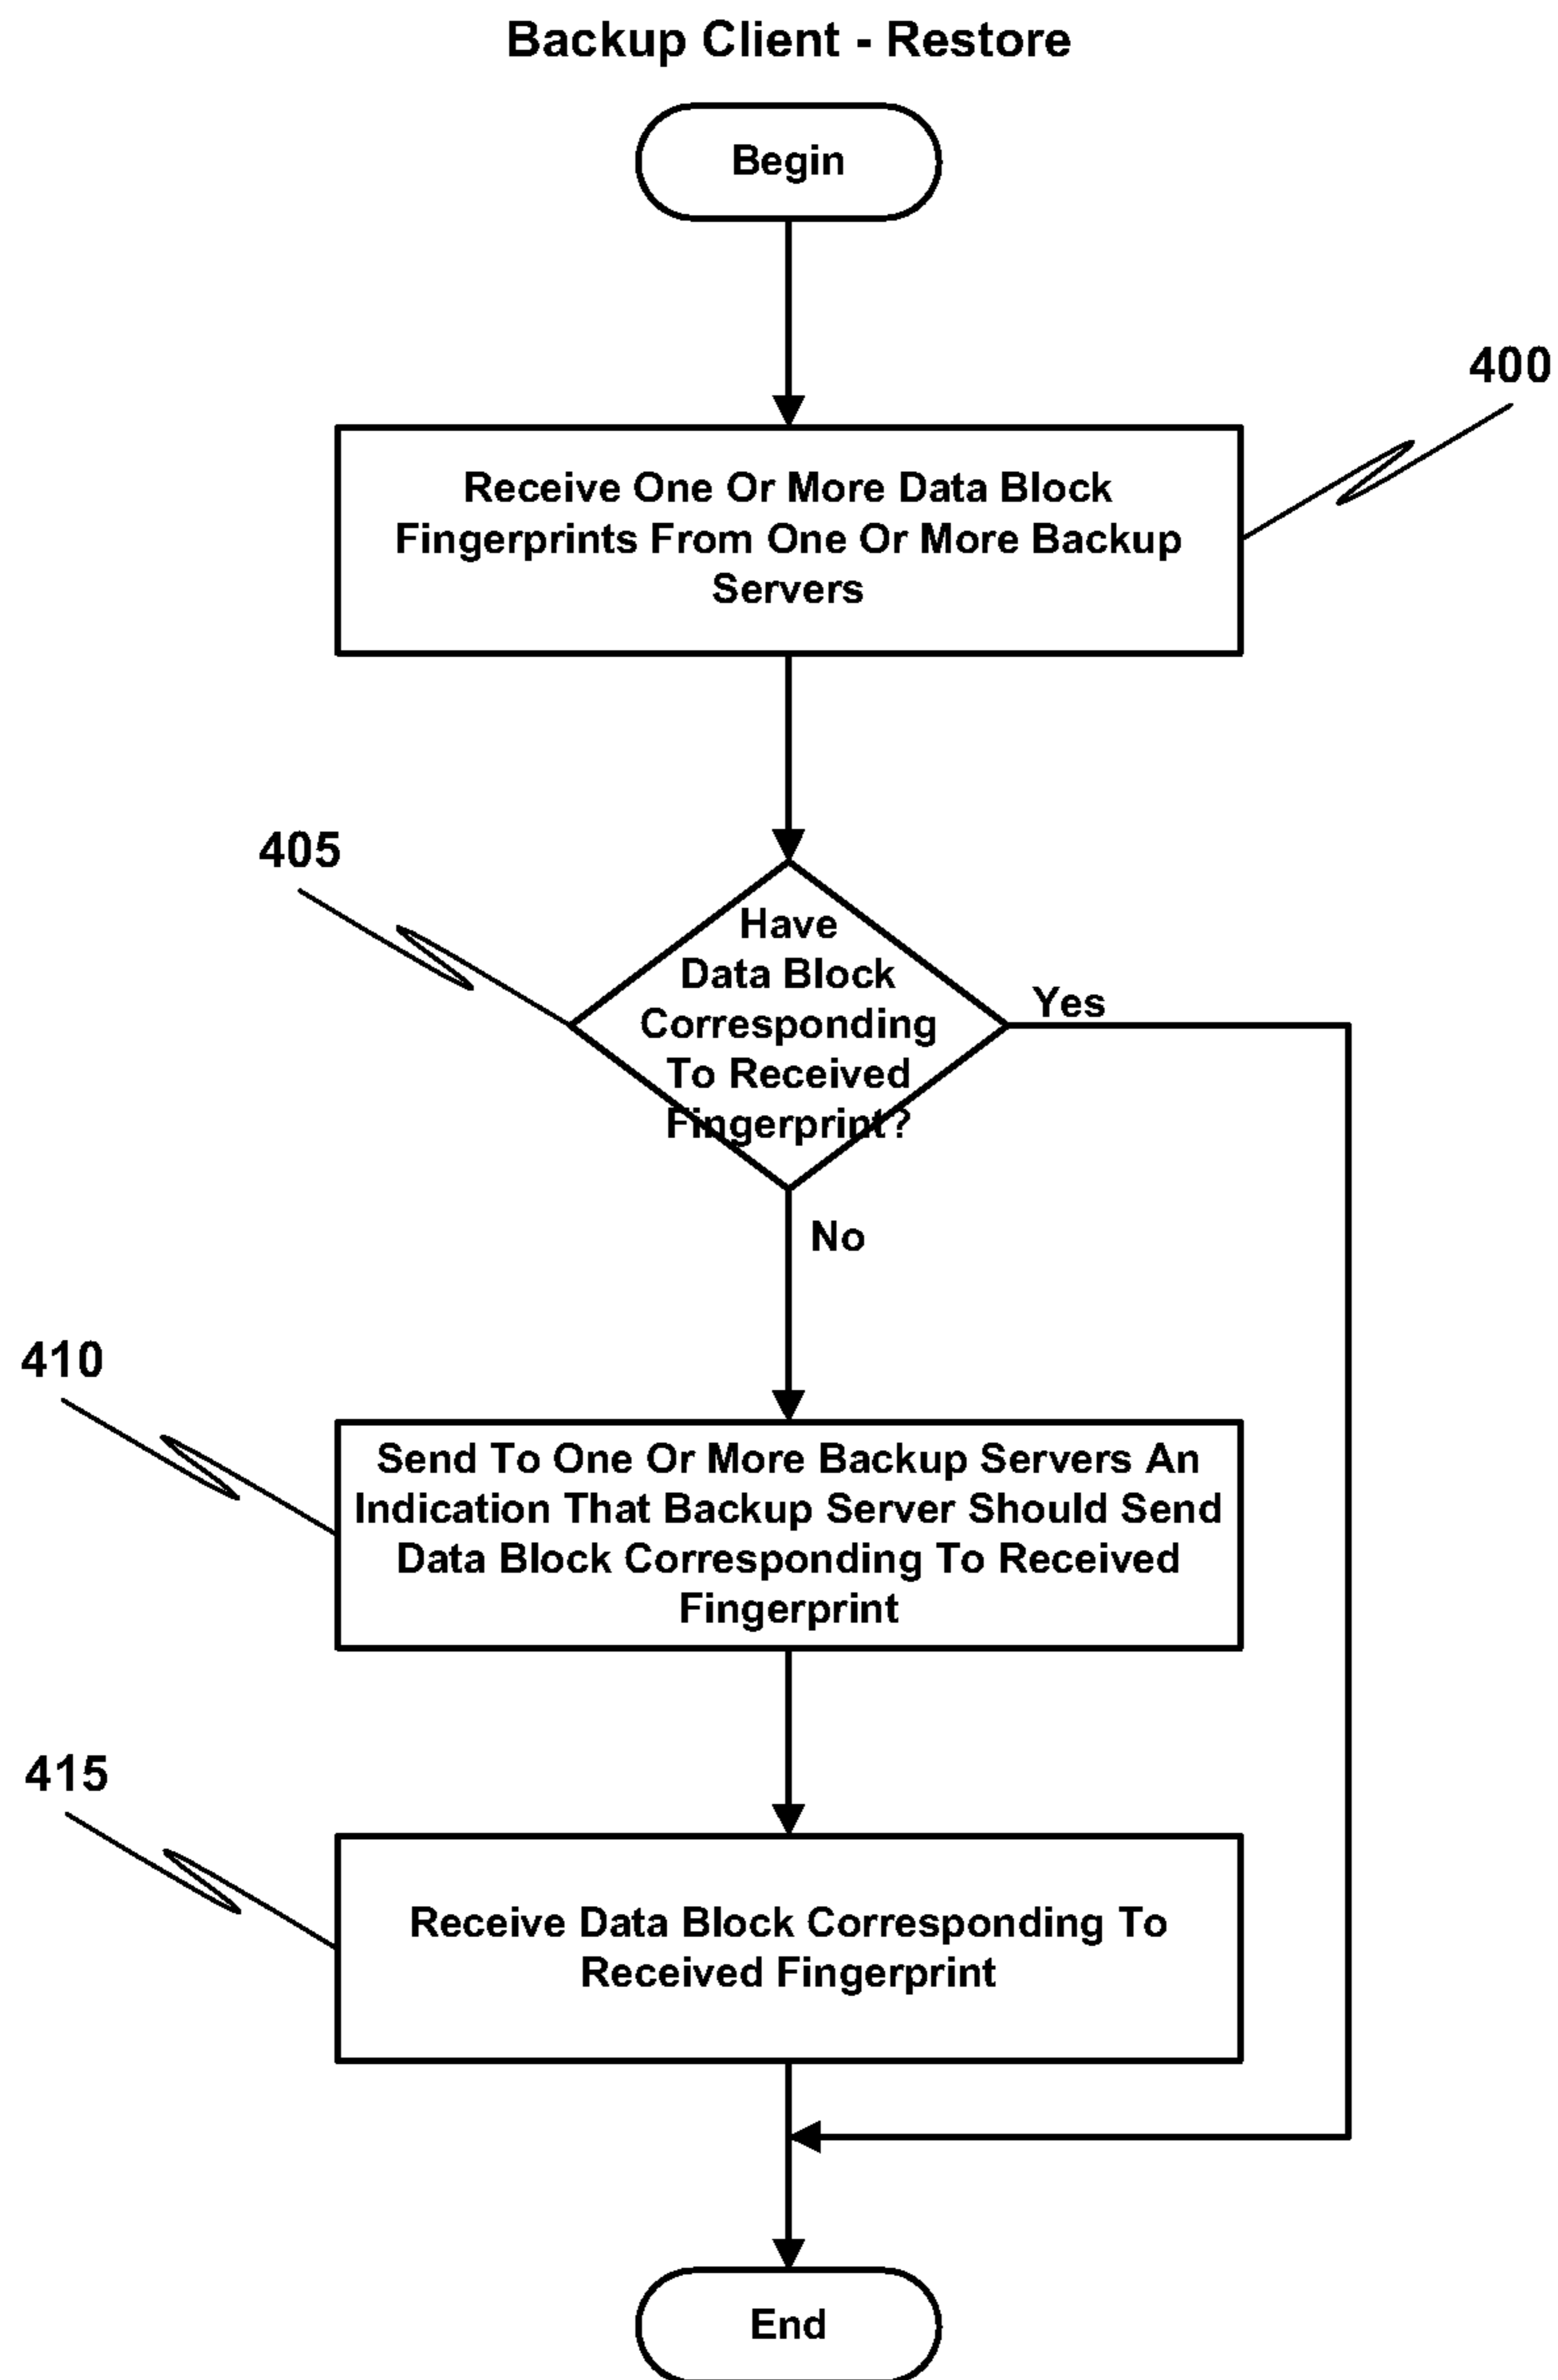 Backup Client - Restore
Begin
400
Receive One Or More Data Block
Fingerprints From One Or More Backup
Servers
405
Have
Data Block
Corresponding
To Received
Fingerprint?
Yes
No
410
Send To One Or More Backup Servers An
Indication That Backup Server Should Send
Data Block Corresponding To Received
Fingerprint
415
Receive Data Block Corresponding To
Received Fingerprint
End